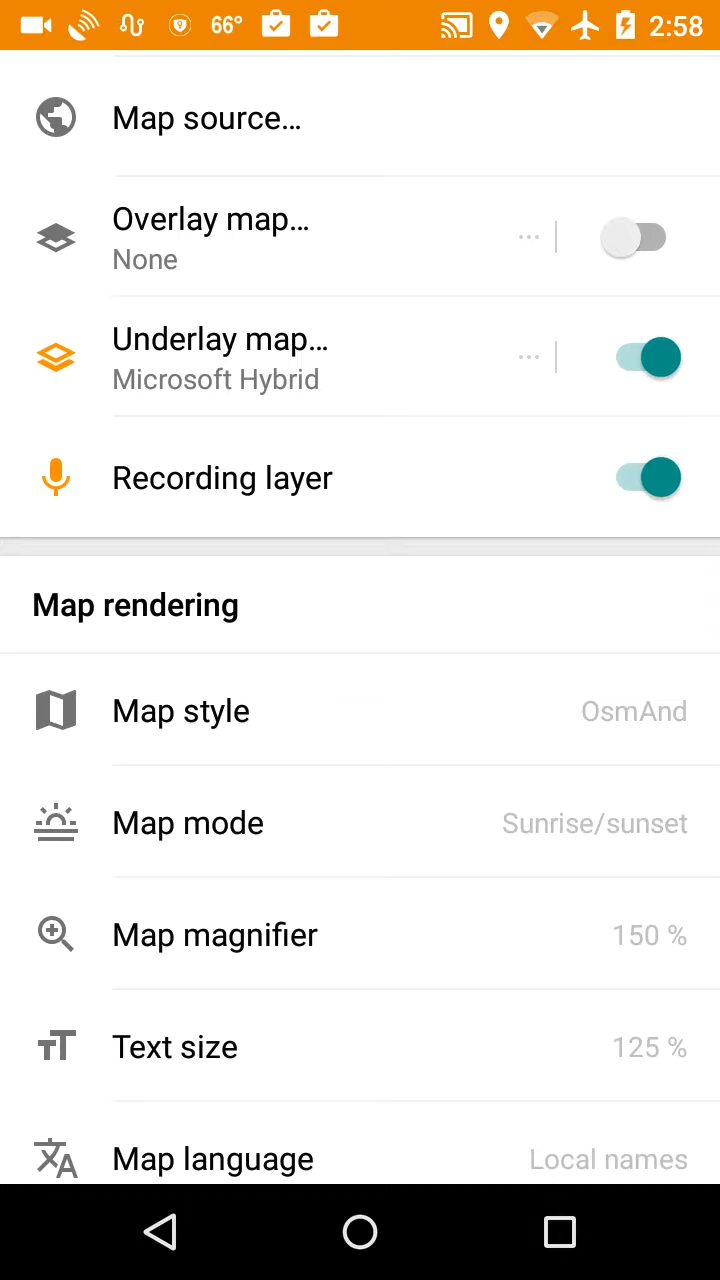 66° 2:58
Map source...
Overlay map...
None
Underlay map...
Microsoft Hybrid
Recording layer
Map rendering
Map style OsmAnd
Map mode Sunrise/sunset
Map magnifier 150 %
Text size 125 %
Map language Local names